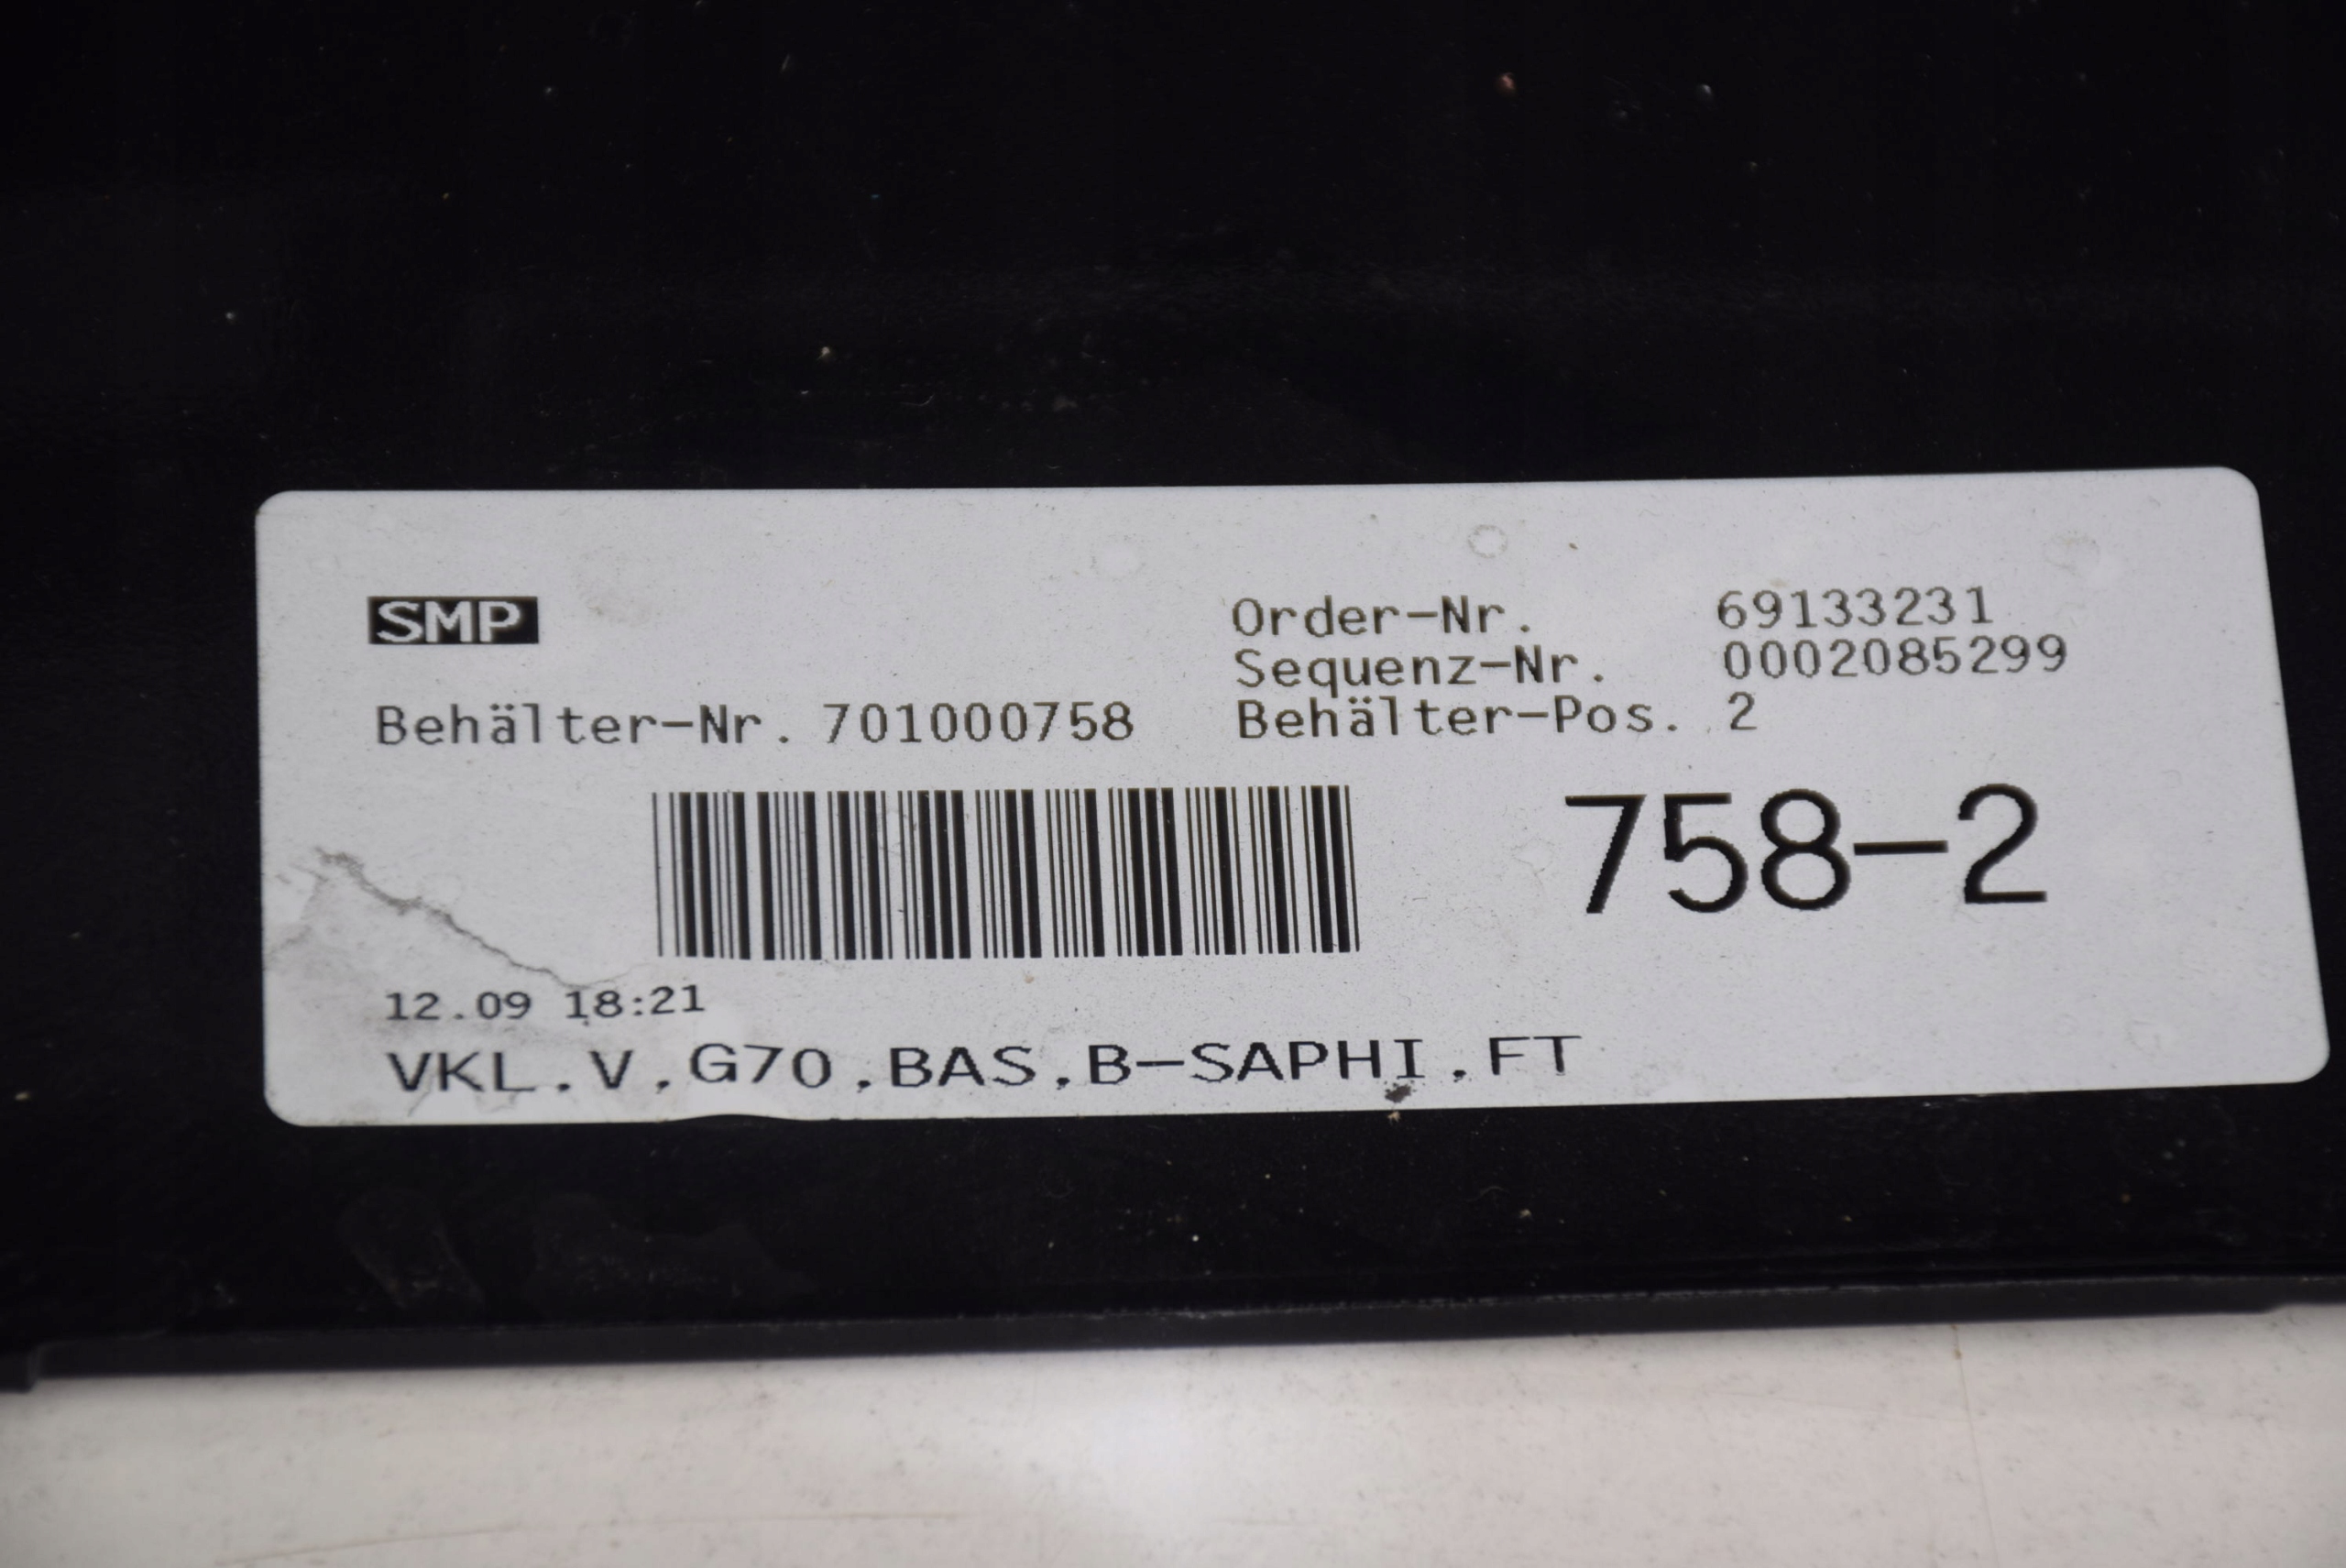 SMP
Order-Nr. 69133231
Sequenz-Nr. 0002085299
Behälter-Nr. 701000758 Behälter-Pos. 2
758-2
12.09 18:21
VKL.V,G70,BAS,B-SAPHI,FT